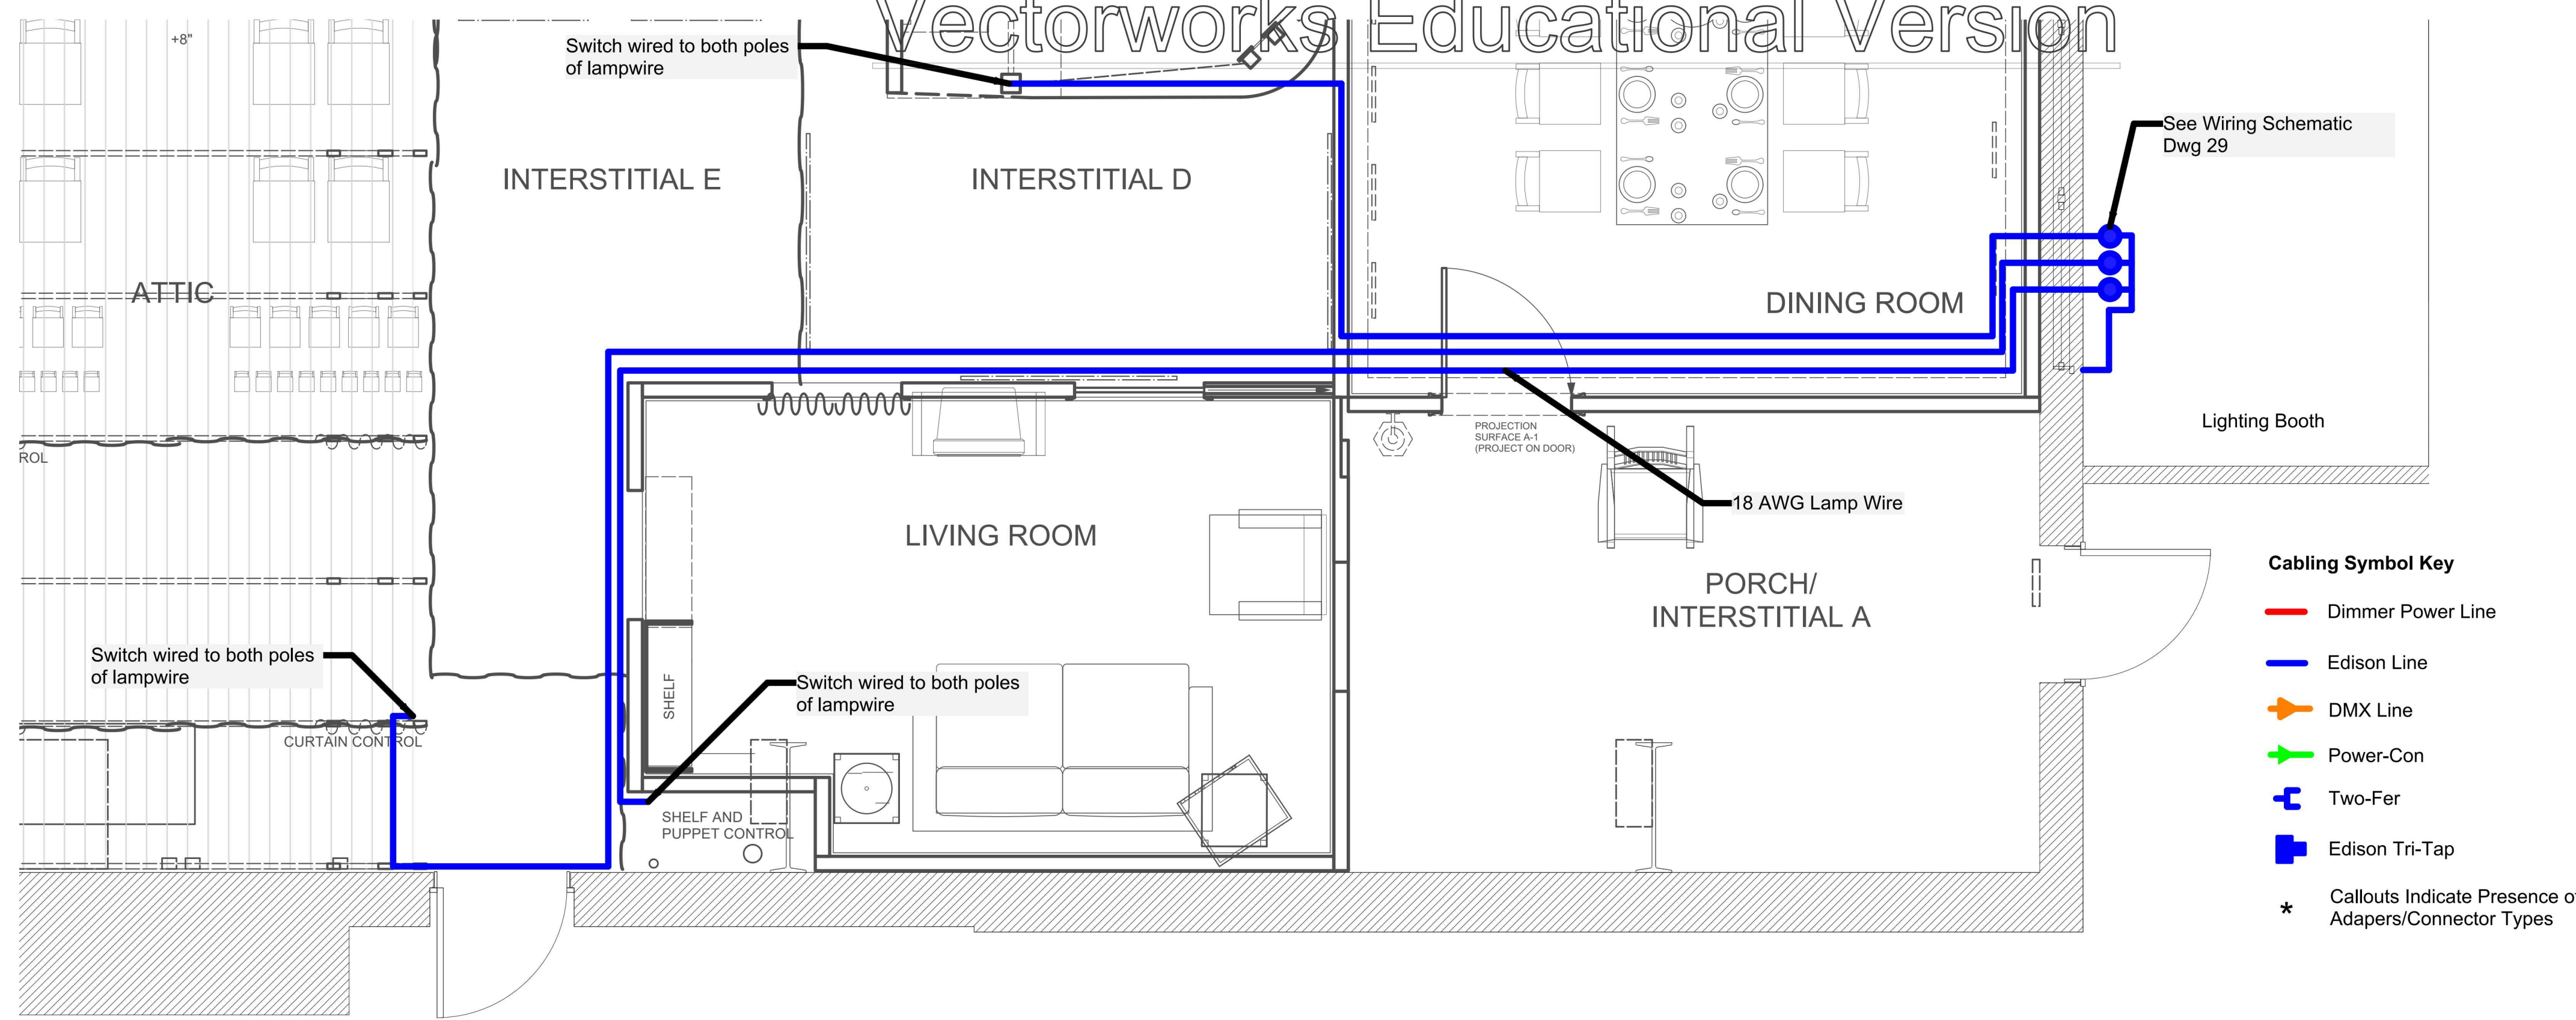 Vectorworks Educational Version
+8"
Switch wired to both poles
of lampwire
See Wiring Schematic
Dwg 29
INTERSTITIAL E
INTERSTITIAL D
ATTIC
DINING ROOM
Lighting Booth
ROL
PROJECTION
SURFACE A-1
(PROJECT ON DOOR)
18 AWG Lamp Wire
LIVING ROOM
PORCH/
INTERSTITIAL A
Switch wired to both poles
of lampwire
SHELF
Switch wired to both poles
of lampwire
CURTAIN CONTROL
SHELF AND
PUPPET CONTROL
Cabling Symbol Key
Dimmer Power Line
Edison Line
DMX Line
Power-Con
Two-Fer
Edison Tri-Tap
* Callouts Indicate Presence of
Adapers/Connector Types